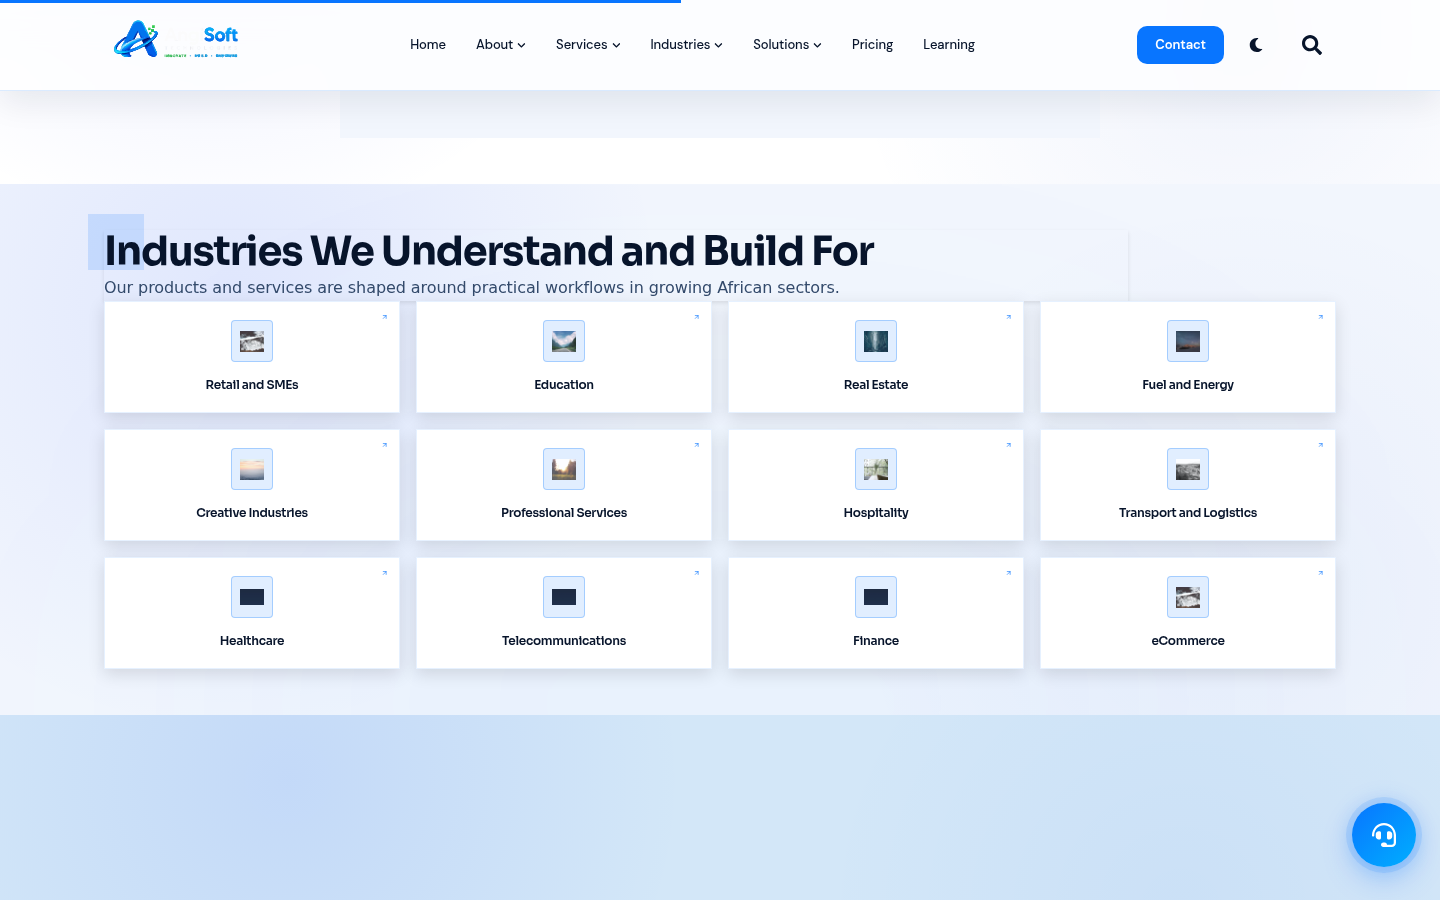 Soft
Home
About
Services
Industries
Solutions
Pricing
Learning
Contact
Industries We Understand and Build For
Our products and services are shaped around practical workflows in growing African sectors.
Retail and SMEs
Education
Real Estate
Fuel and Energy
Creative Industries
Professional Services
Hospitality
Transport and Logistics
Healthcare
Telecommunications
Finance
eCommerce